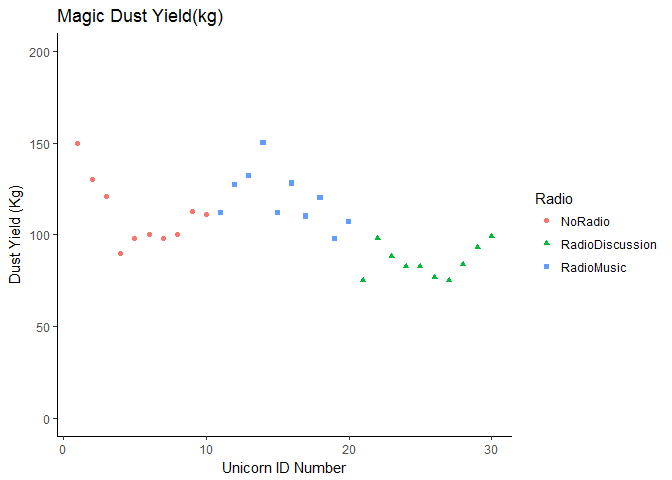 Magic Dust Yield(kg)
200
150
100
50
0
Dust Yield (Kg)
0 10 20 30
Unicorn ID Number
Radio
NoRadio
RadioDiscussion
RadioMusic